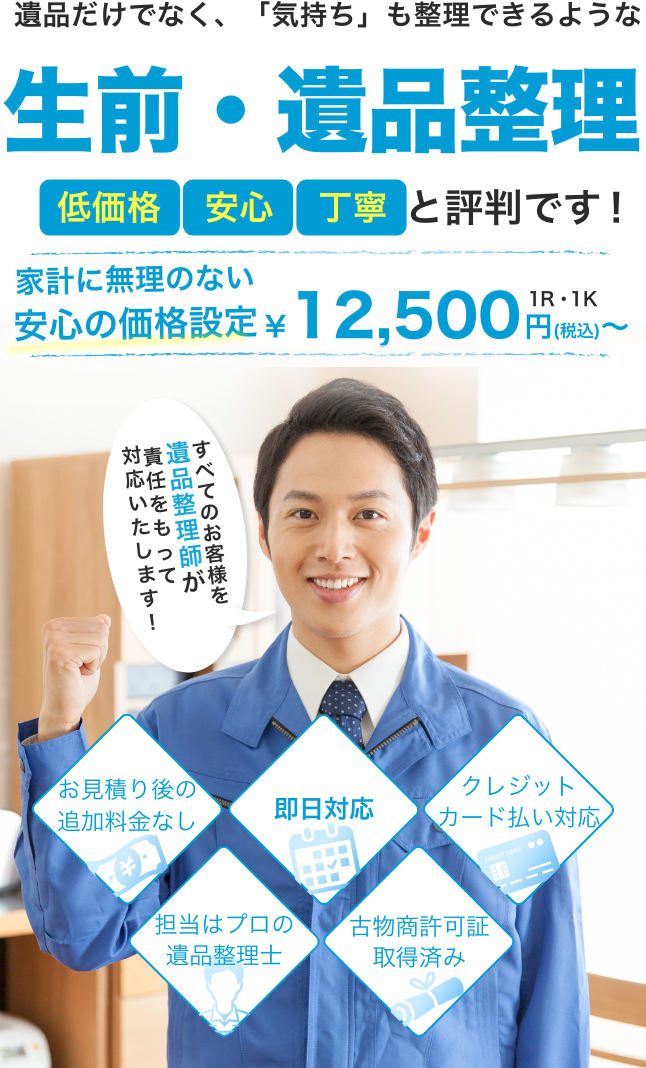 遺品だけでなく、「気持ち」も整理できるような
生前・遺品整理
低価格 安心 丁寧 と評判です！
家計に無理のない
安心の価格設定 ¥12,500円(税込)～
1R・1K
すべてのお客様を
遺品整理師が
責任をもって
対応いたします！
お見積り後の
追加料金なし
即日対応
クレジット
カード払い対応
CREDIT CARD
担当はプロの
遺品整理士
古物商許可証
取得済み